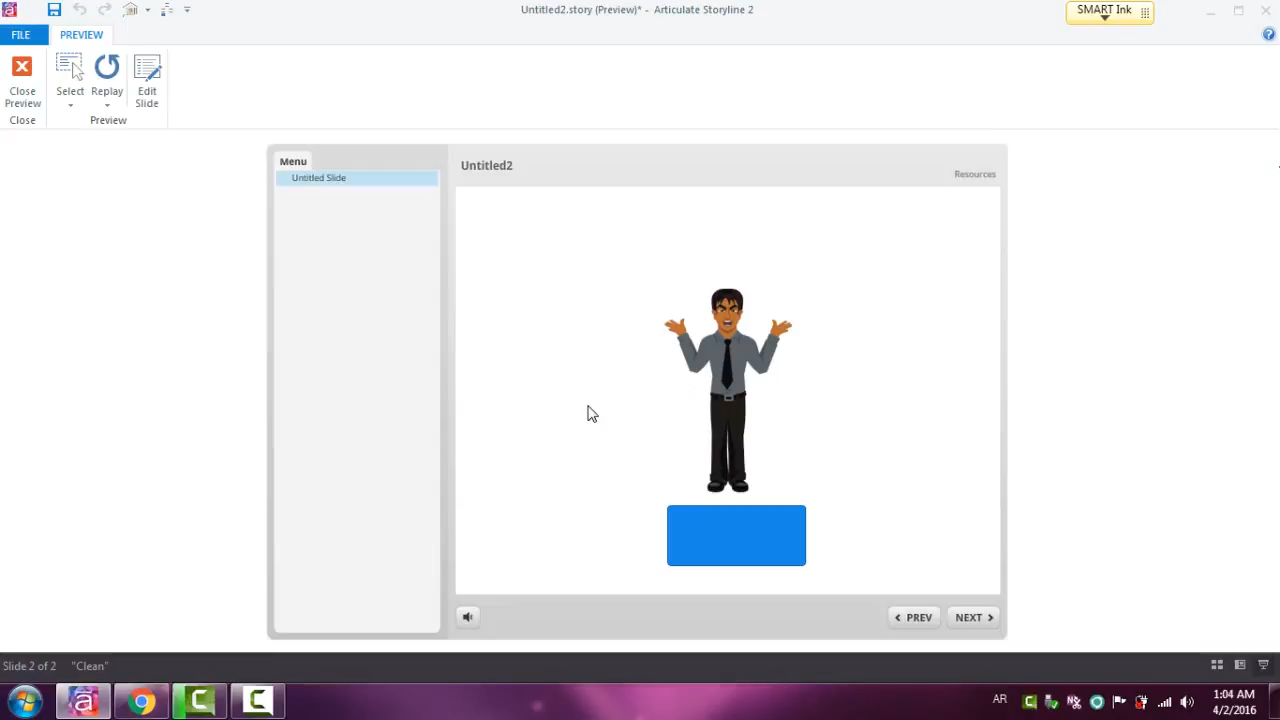 Untitled2.story (Preview)* - Articulate Storyline 2
SMART Ink
FILE
PREVIEW
Close Preview
Select
Replay
Edit Slide
Close
Preview
Menu
Untitled Slide
Untitled2
Resources
PREV
NEXT
Slide 2 of 2
"Clean"
AR
1:04 AM
4/2/2016